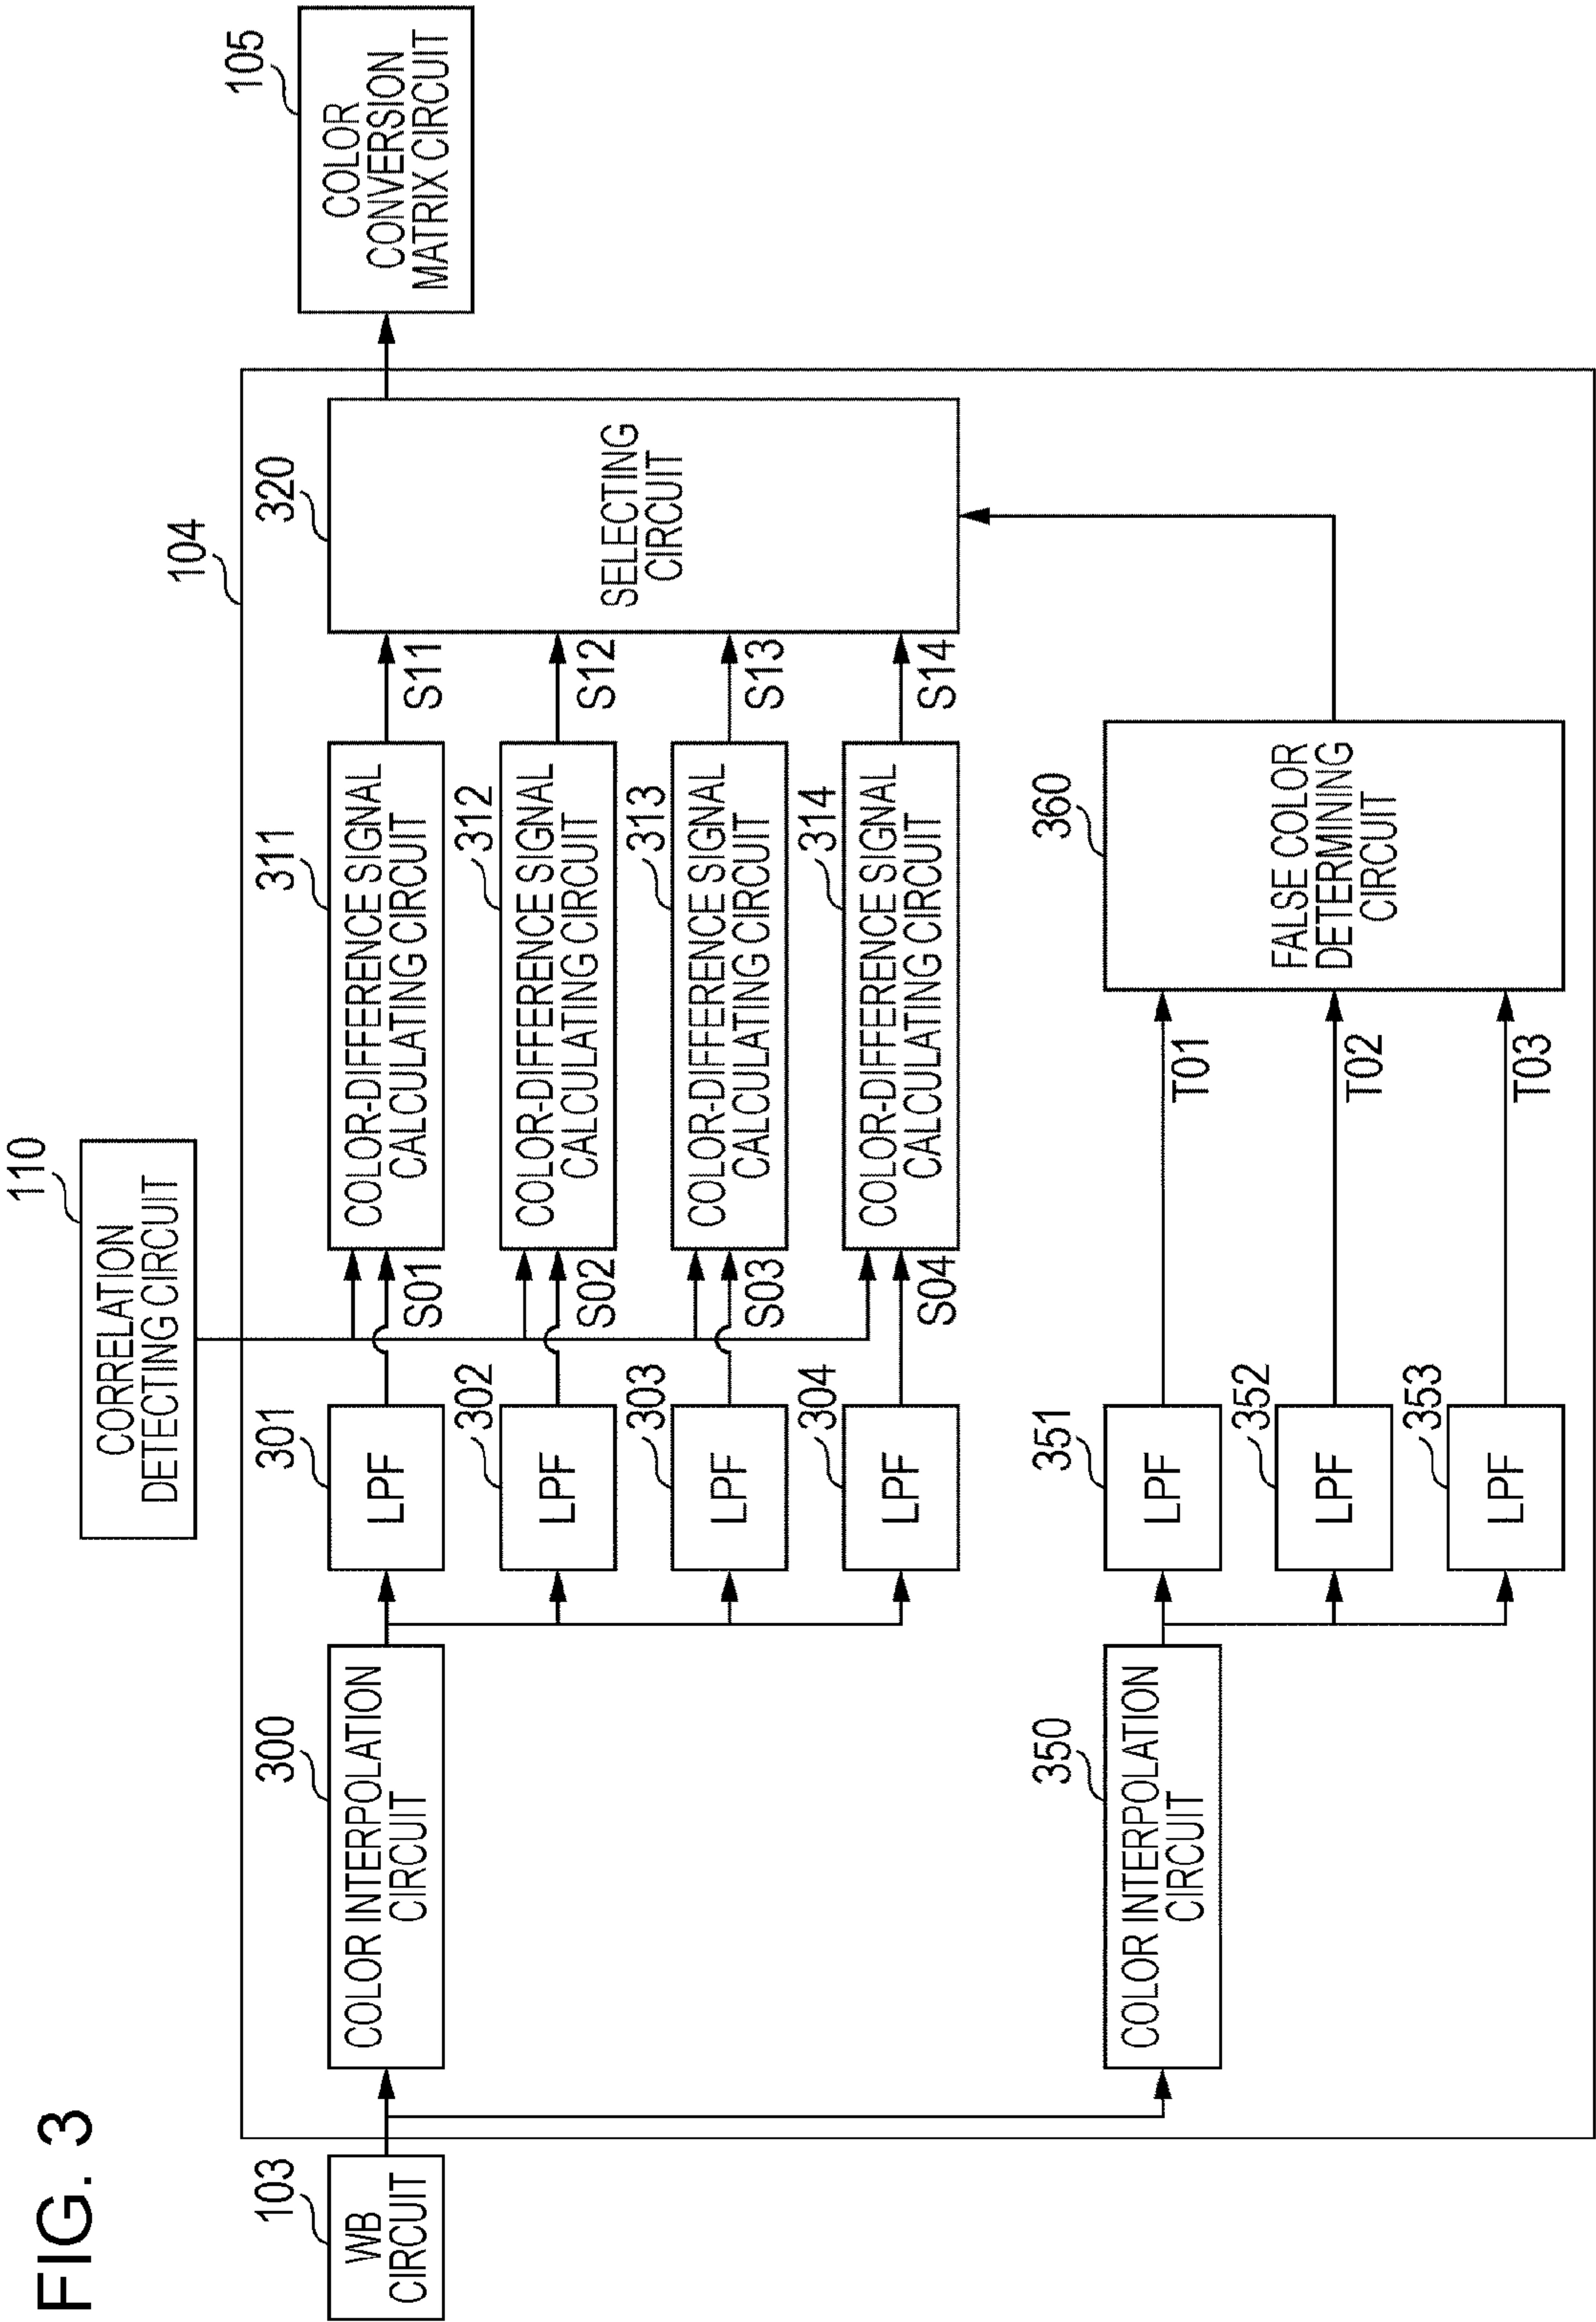 FIG. 3
103
WB
CIRCUIT
104
110
CORRELATION
DETECTING CIRCUIT
105
COLOR
CONVERSION
MATRIX CIRCUIT
300
COLOR INTERPOLATION
CIRCUIT
301
LPF
S01
311
COLOR-DIFFERENCE SIGNAL
CALCULATING CIRCUIT
S11
302
LPF
S02
312
COLOR-DIFFERENCE SIGNAL
CALCULATING CIRCUIT
S12
303
LPF
S03
313
COLOR-DIFFERENCE SIGNAL
CALCULATING CIRCUIT
S13
304
LPF
S04
314
COLOR-DIFFERENCE SIGNAL
CALCULATING CIRCUIT
S14
320
SELECTING
CIRCUIT
350
COLOR INTERPOLATION
CIRCUIT
351
LPF
T01
352
LPF
T02
353
LPF
T03
360
FALSE COLOR
DETERMINING
CIRCUIT